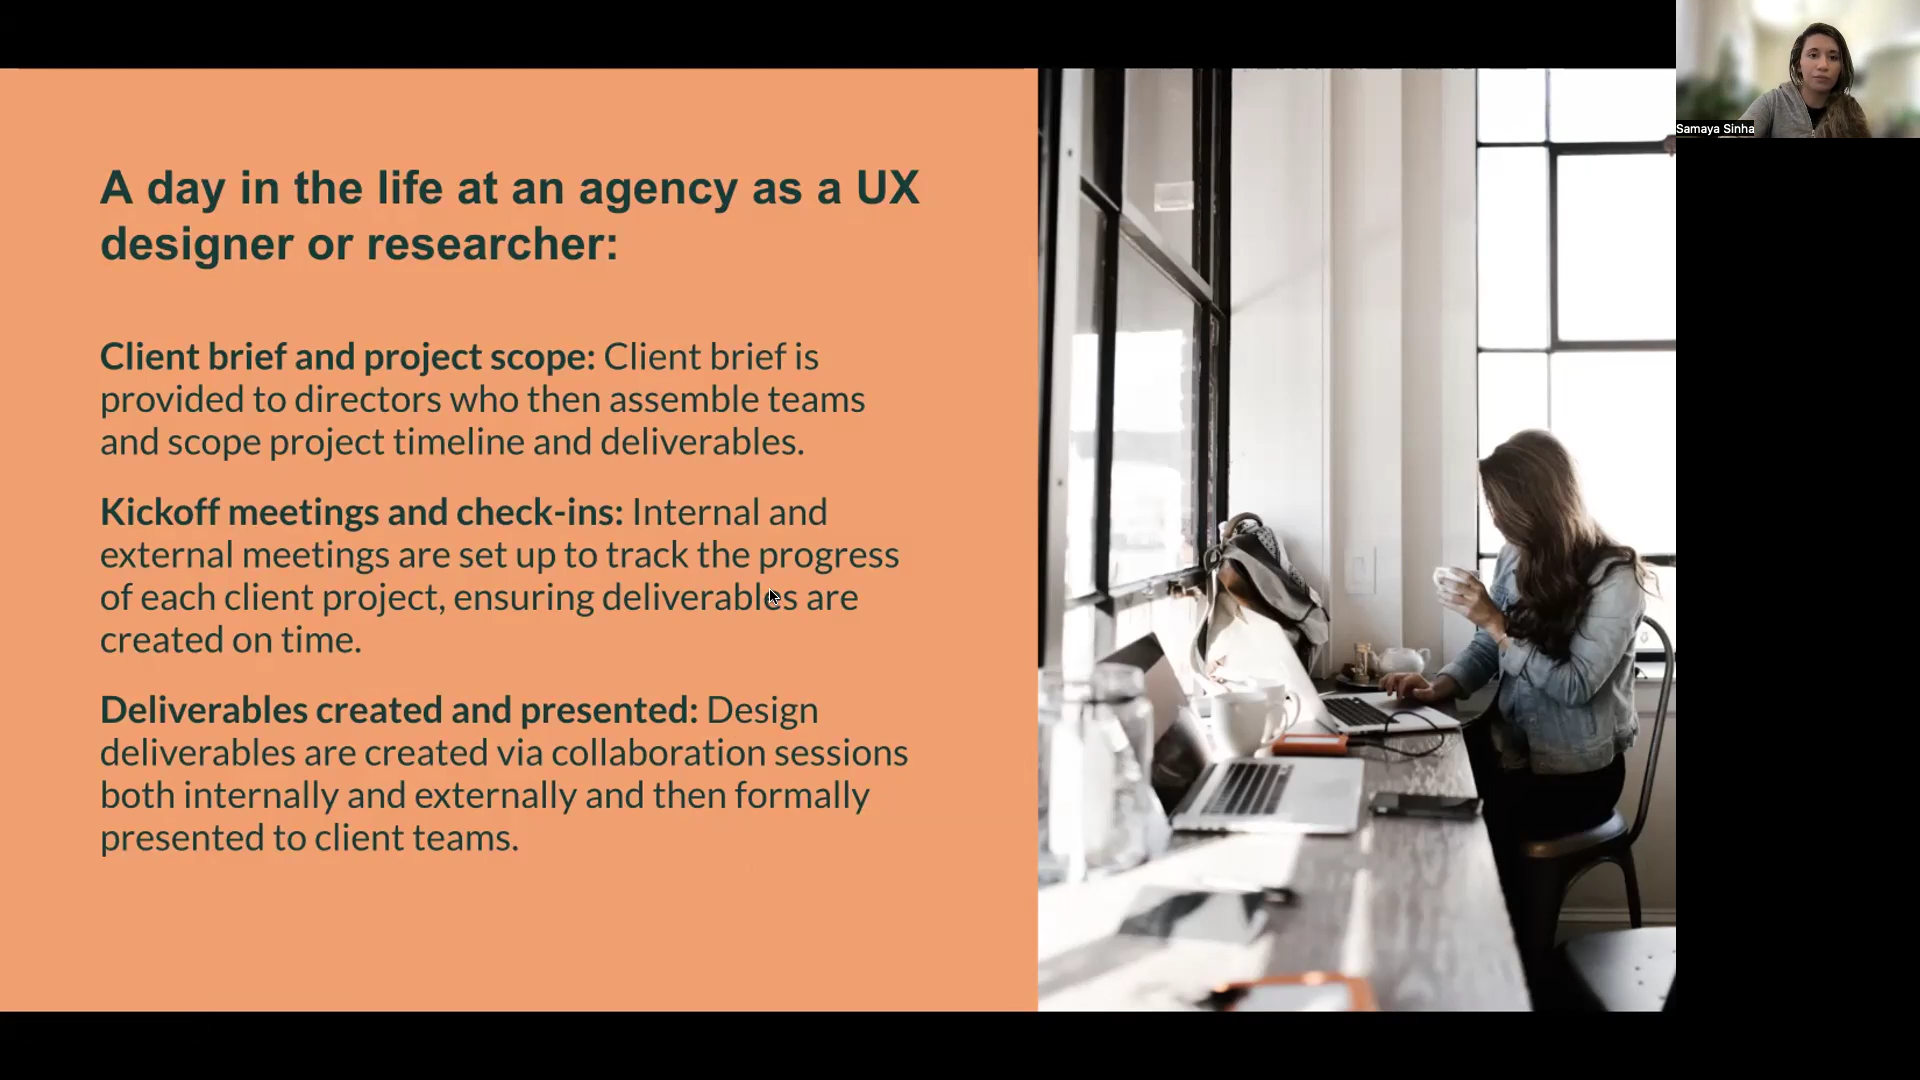 A day in the life at an agency as a UX
designer or researcher:
Client brief and project scope: Client brief is
provided to directors who then assemble teams
and scope project timeline and deliverables.
Kickoff meetings and check-ins: Internal and
external meetings are set up to track the progress
of each client project, ensuring deliverables are
created on time.
Deliverables created and presented: Design
deliverables are created via collaboration sessions
both internally and externally and then formally
presented to client teams.
Samaya Sinha